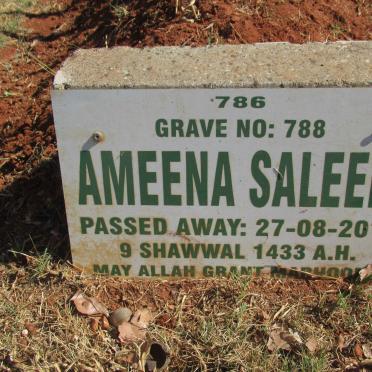 786
GRAVE NO: 788
AMEENA SALEE
PASSED AWAY: 27-08-20
9 SHAWWAL 1433 A.H.
MAY ALLAH GRANT